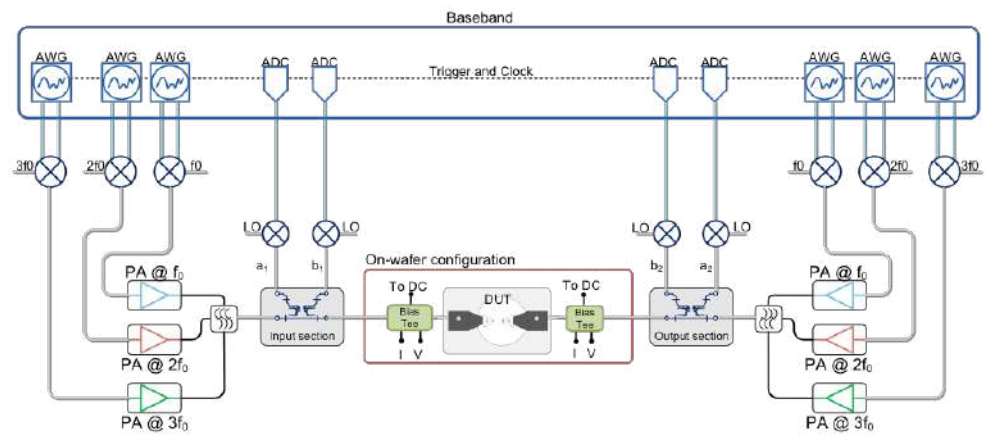 Baseband
AWG AWG AWG ADC ADC ADC ADC AWG AWG AWG
Trigger and Clock
3f0 2f0 f0 f0 2f0 3f0
LO LO LO LO
a1 b1 b2 a2
On-wafer configuration
PA @ f0 To DC DUT To DC PA @ f0
Bias Tee Bias Tee
Input section Output section
I V I V
PA @ 2f0 PA @ 2f0
PA @ 3f0 PA @ 3f0